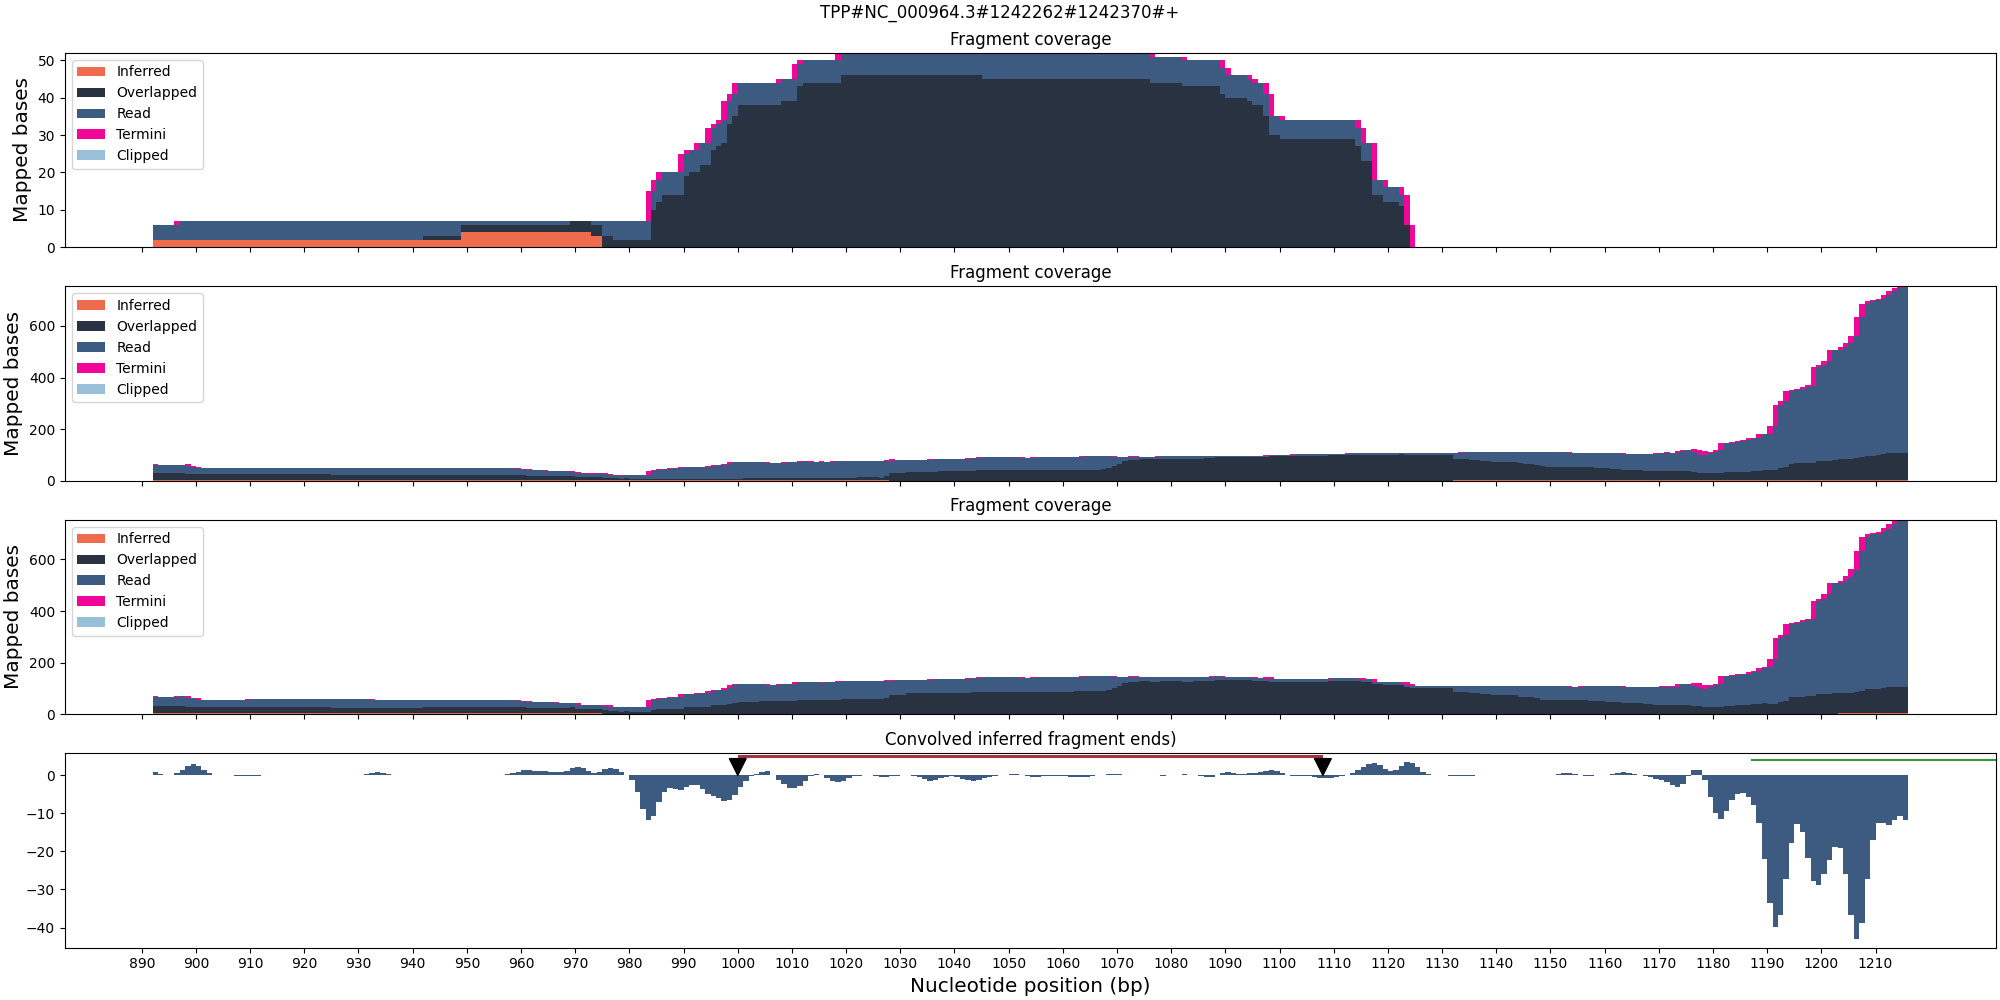 TPP#NC_000964.3#1242262#1242370#+
Fragment coverage
Mapped bases
50
40
30
20
10
0
Inferred
Overlapped
Read
Termini
Clipped
Fragment coverage
Mapped bases
600
400
200
0
Inferred
Overlapped
Read
Termini
Clipped
Fragment coverage
Mapped bases
600
400
200
0
Inferred
Overlapped
Read
Termini
Clipped
Convolved inferred fragment ends)
0
−10
−20
−30
−40
890 900 910 920 930 940 950 960 970 980 990 1000 1010 1020 1030 1040 1050 1060 1070 1080 1090 1100 1110 1120 1130 1140 1150 1160 1170 1180 1190 1200 1210
Nucleotide position (bp)